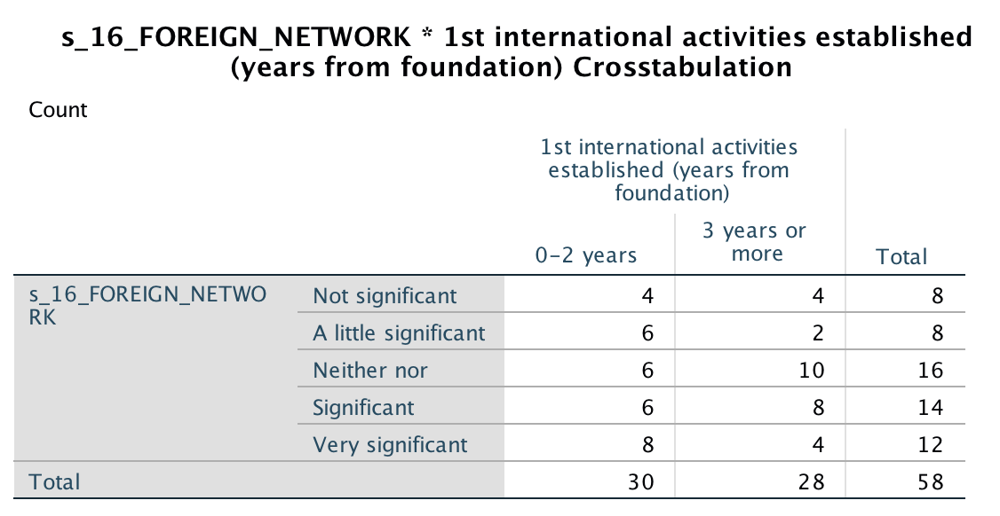 s_16_FOREIGN_NETWORK * 1st international activities established
(years from foundation) Crosstabulation
Count
1st international activities
established (years from
foundation)
0-2 years
3 years or
more
Total
s_16_FOREIGN_NETWO
RK
Not significant 4 4 8
A little significant 6 2 8
Neither nor 6 10 16
Significant 6 8 14
Very significant 8 4 12
Total 30 28 58